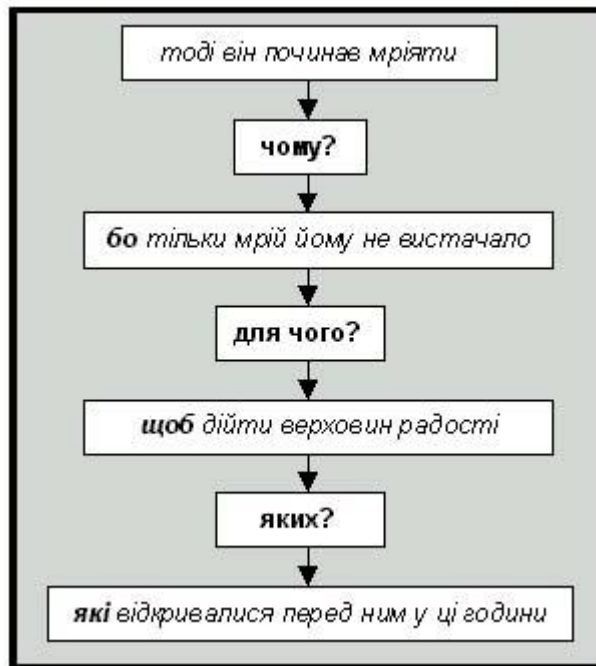 тоді він починав мріяти
чому?
бо тільки мрій йому не вистачало
для чого?
щоб дійти верховин радості
яких?
які відкривалися перед ним у ці години